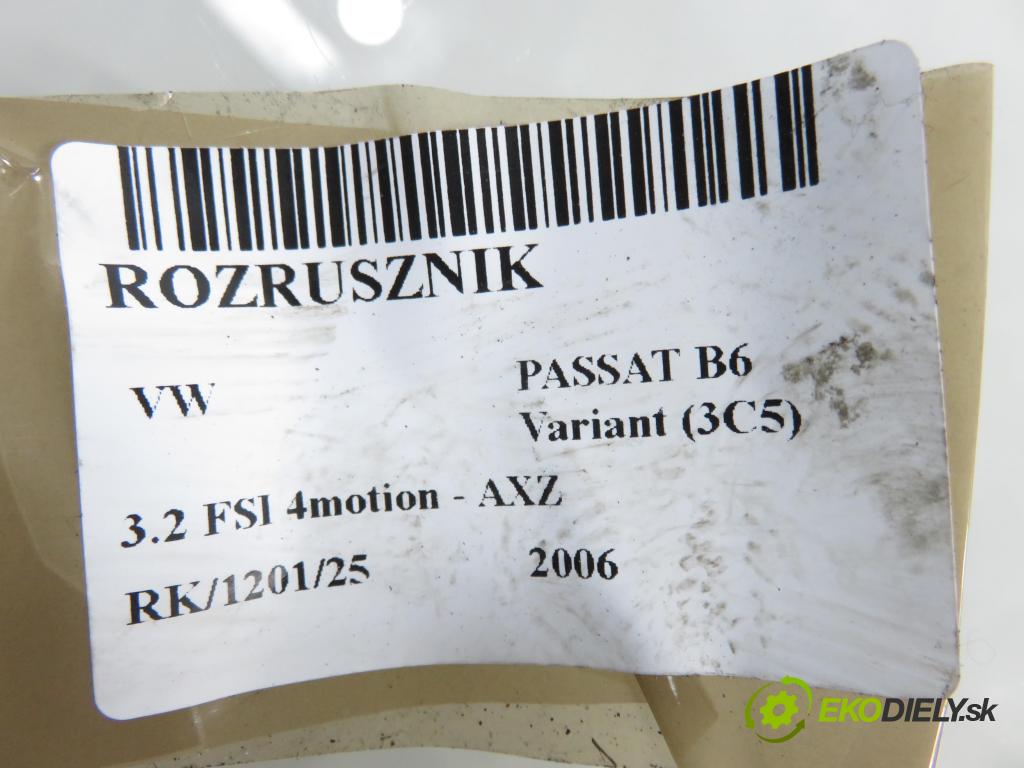 ROZRUSZNIK
VW
PASSAT B6
Variant (3C5)
3.2 FSI 4motion - AXZ
RK/1201/25
2006
EKODIELY.sk